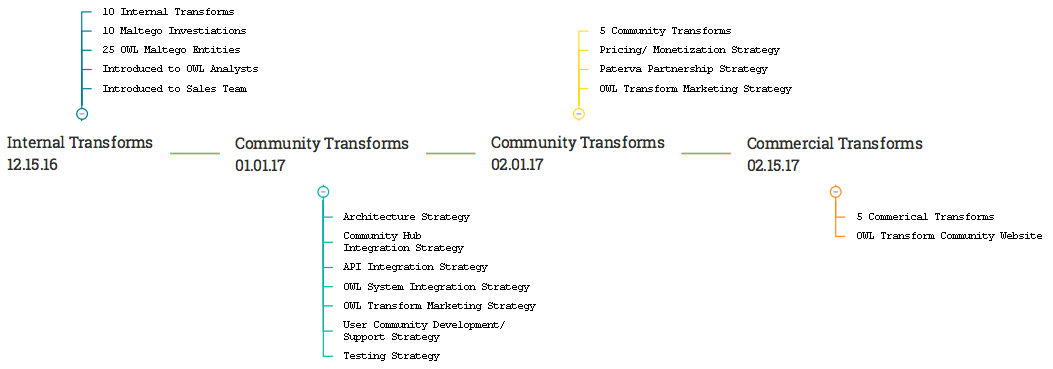 10 Internal Transforms
10 Maltego Investiations
25 OWL Maltego Entities
Introduced to OWL Analysts
Introduced to Sales Team
Internal Transforms
12.15.16
Community Transforms
01.01.17
Architecture Strategy
Community Hub
Integration Strategy
API Integration Strategy
OWL System Integration Strategy
OWL Transform Marketing Strategy
User Community Development/
Support Strategy
Testing Strategy
5 Community Transforms
Pricing/ Monetization Strategy
Paterva Partnership Strategy
OWL Transform Marketing Strategy
Community Transforms
02.01.17
Commercial Transforms
02.15.17
5 Commerical Transforms
OWL Transform Community Website